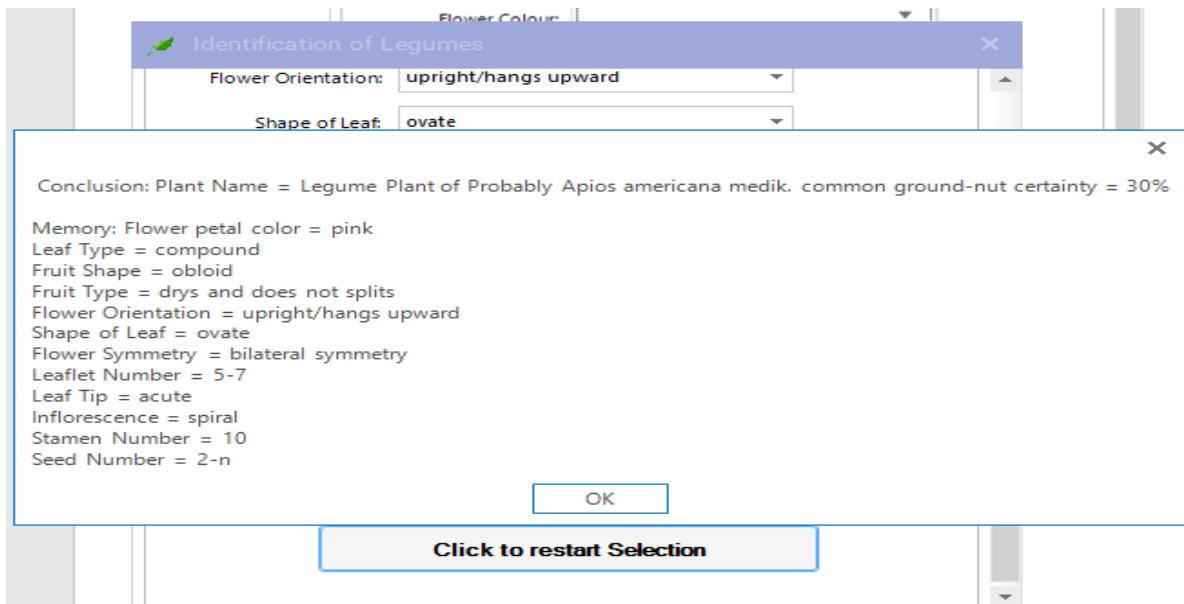 Flower Colour:
Identification of Legumes
Flower Orientation: upright/hangs upward
Shape of Leaf: ovate
Conclusion: Plant Name = Legume Plant of Probably Apios americana medik. common ground-nut certainty = 30%
Memory: Flower petal color = pink
Leaf Type = compound
Fruit Shape = obloid
Fruit Type = drys and does not splits
Flower Orientation = upright/hangs upward
Shape of Leaf = ovate
Flower Symmetry = bilateral symmetry
Leaflet Number = 5-7
Leaf Tip = acute
Inflorescence = spiral
Stamen Number = 10
Seed Number = 2-n
OK
Click to restart Selection